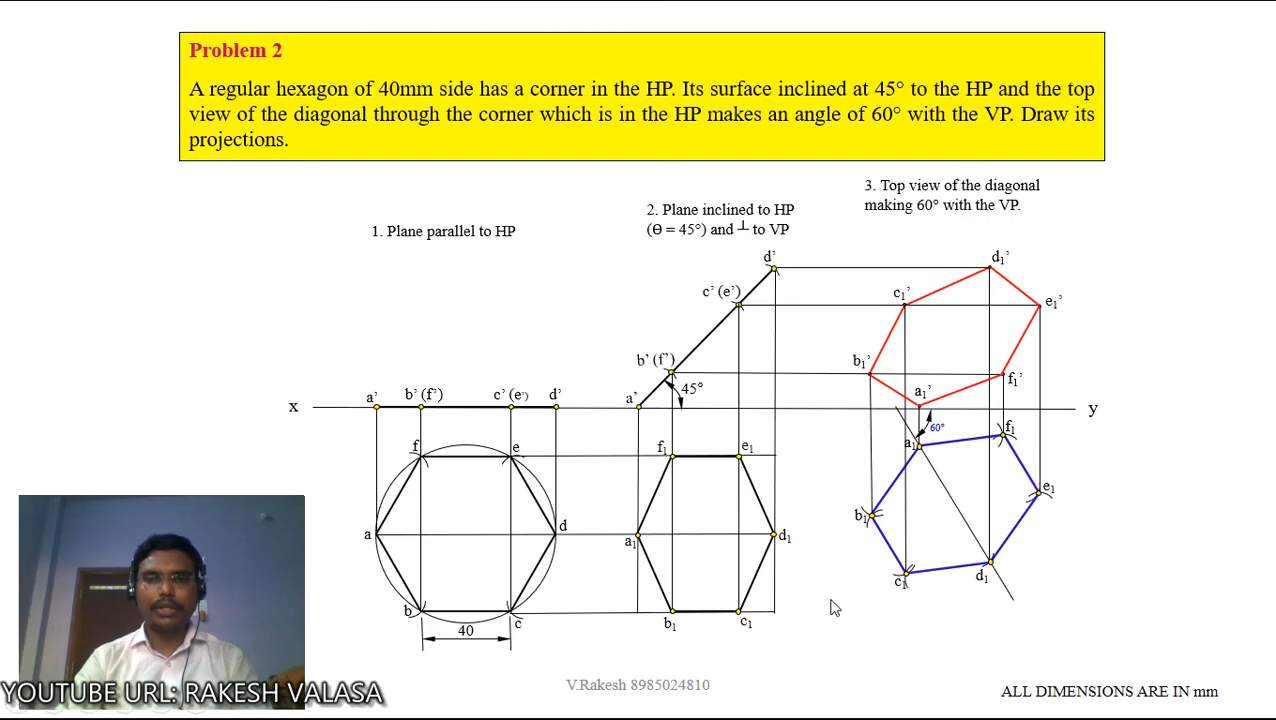 Problem 2
A regular hexagon of 40mm side has a corner in the HP. Its surface inclined at 45° to the HP and the top
view of the diagonal through the corner which is in the HP makes an angle of 60° with the VP. Draw its
projections.
3. Top view of the diagonal
making 60° with the VP.
2. Plane inclined to HP
(Ө = 45°) and ┴ to VP
1. Plane parallel to HP
d'
d₁'
c' (e')
c₁'
e₁'
b' (f')
b₁'
f₁'
45°
a'
b' (f')
c' (e')
d'
a'
a₁'
x
y
60°
f
e
f₁
e₁
a₁
f₁
a
d
a₁
d₁
b₁
e₁
b
c
b₁
c₁
c₁
d₁
40
V.Rakesh 8985024810
YOUTUBE URL: RAKESH VALASA
ALL DIMENSIONS ARE IN mm